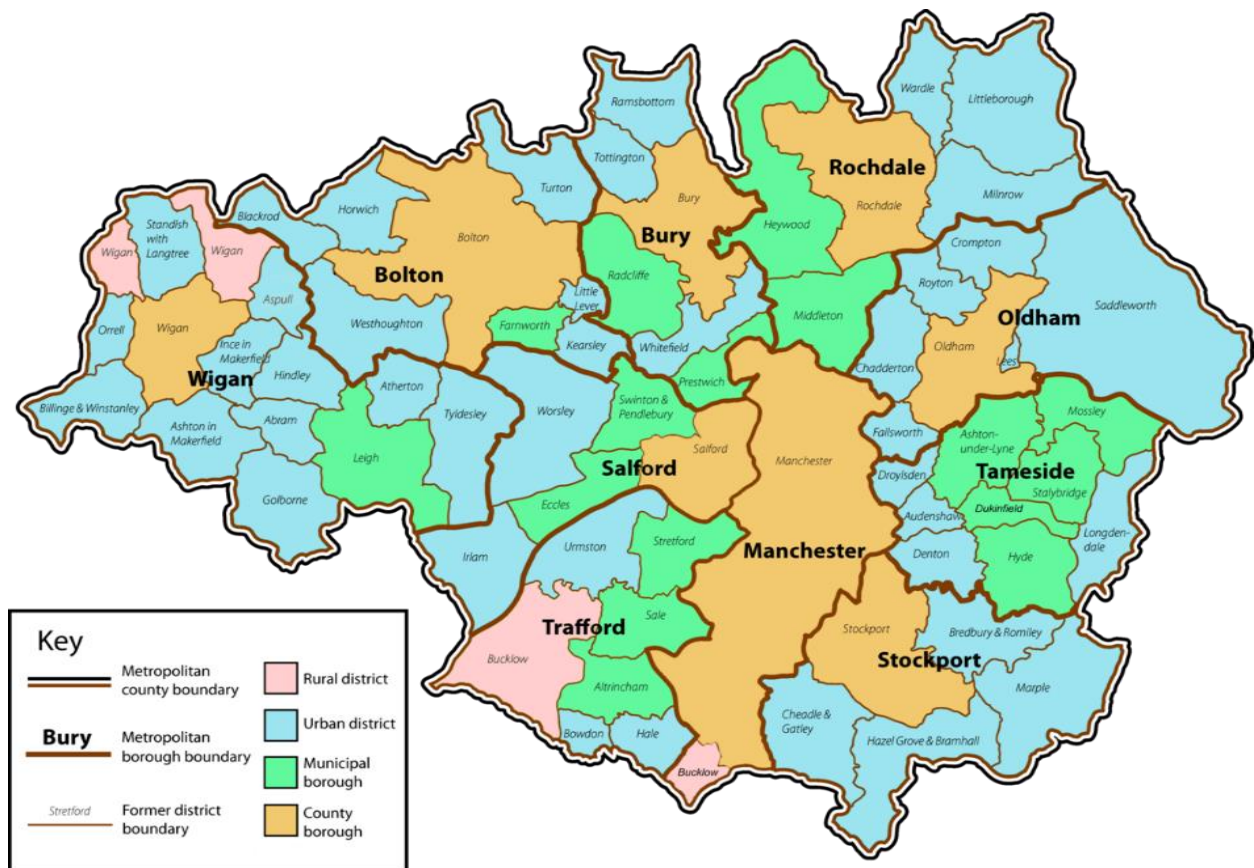 Ramsbottom
Wardle
Littleborough
Tottington
Rochdale
Turton
Milnrow
Bury
Rochdale
Standish
with
Langtree
Blackrod
Horwich
Heywood
Bury
Crompton
Wigan
Wigan
Bolton
Bolton
Radcliffe
Royton
Saddleworth
Aspull
Little
Lever
Westhoughton
Middleton
Oldham
Orrell
Wigan
Farnworth
Oldham
Ince in
Makerfield
Kearsley
Whitefield
Lees
Chadderton
Wigan
Hindley
Atherton
Prestwich
Billinge & Winstanley
Abram
Tyldesley
Worsley
Swinton &
Pendlebury
Mossley
Ashton in
Makerfield
Failsworth
Ashton-
under-Lyne
Leigh
Salford
Manchester
Salford
Tameside
Droylsden
Stalybridge
Golborne
Eccles
Dukinfield
Audenshaw
Longden-
dale
Irlam
Urmston
Stretford
Manchester
Denton
Hyde
Trafford
Sale
Stockport
Bredbury & Romiley
Bucklow
Stockport
Altrincham
Marple
Cheadle &
Gatley
Bowdon
Hale
Hazel Grove & Bramhall
Bucklow
Key
Metropolitan
county boundary
Rural district
Bury
Metropolitan
borough boundary
Urban district
Municipal
borough
Stretford
Former district
boundary
County
borough